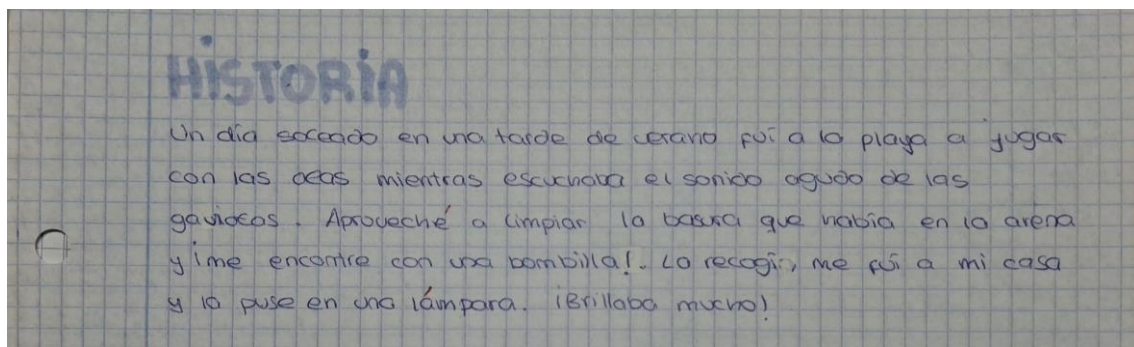 HISTORIA
Un día soleado en una tarde de verano fui a la playa a jugar
con las olas mientras escuchava el sonido agudo de las
gaviotas. Aproveché a limpiar la basura que había en la arena
y ¡me encontre con una bombilla!. La recogí, me fui a mi casa
y la puse en una lámpara. ¡Brillaba mucho!